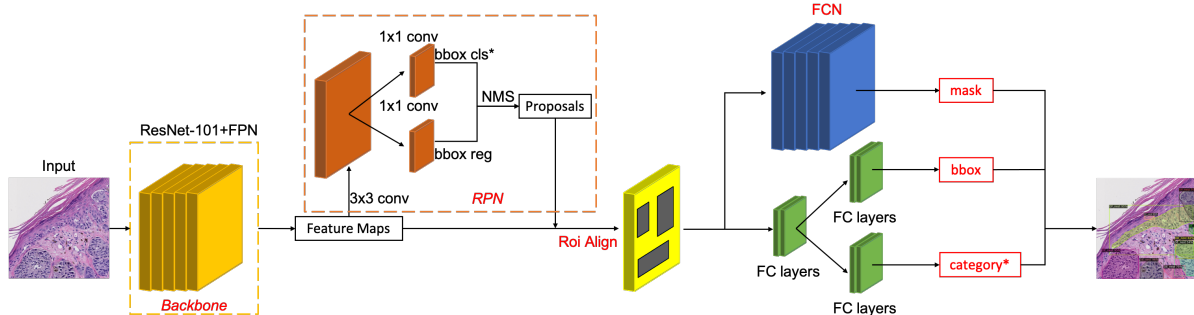 Input
ResNet-101+FPN
Backbone
1x1 conv
bbox cls*
1x1 conv
bbox reg
NMS
Proposals
3x3 conv
RPN
Feature Maps
Roi Align
FCN
mask
FC layers
bbox
FC layers
FC layers
category*